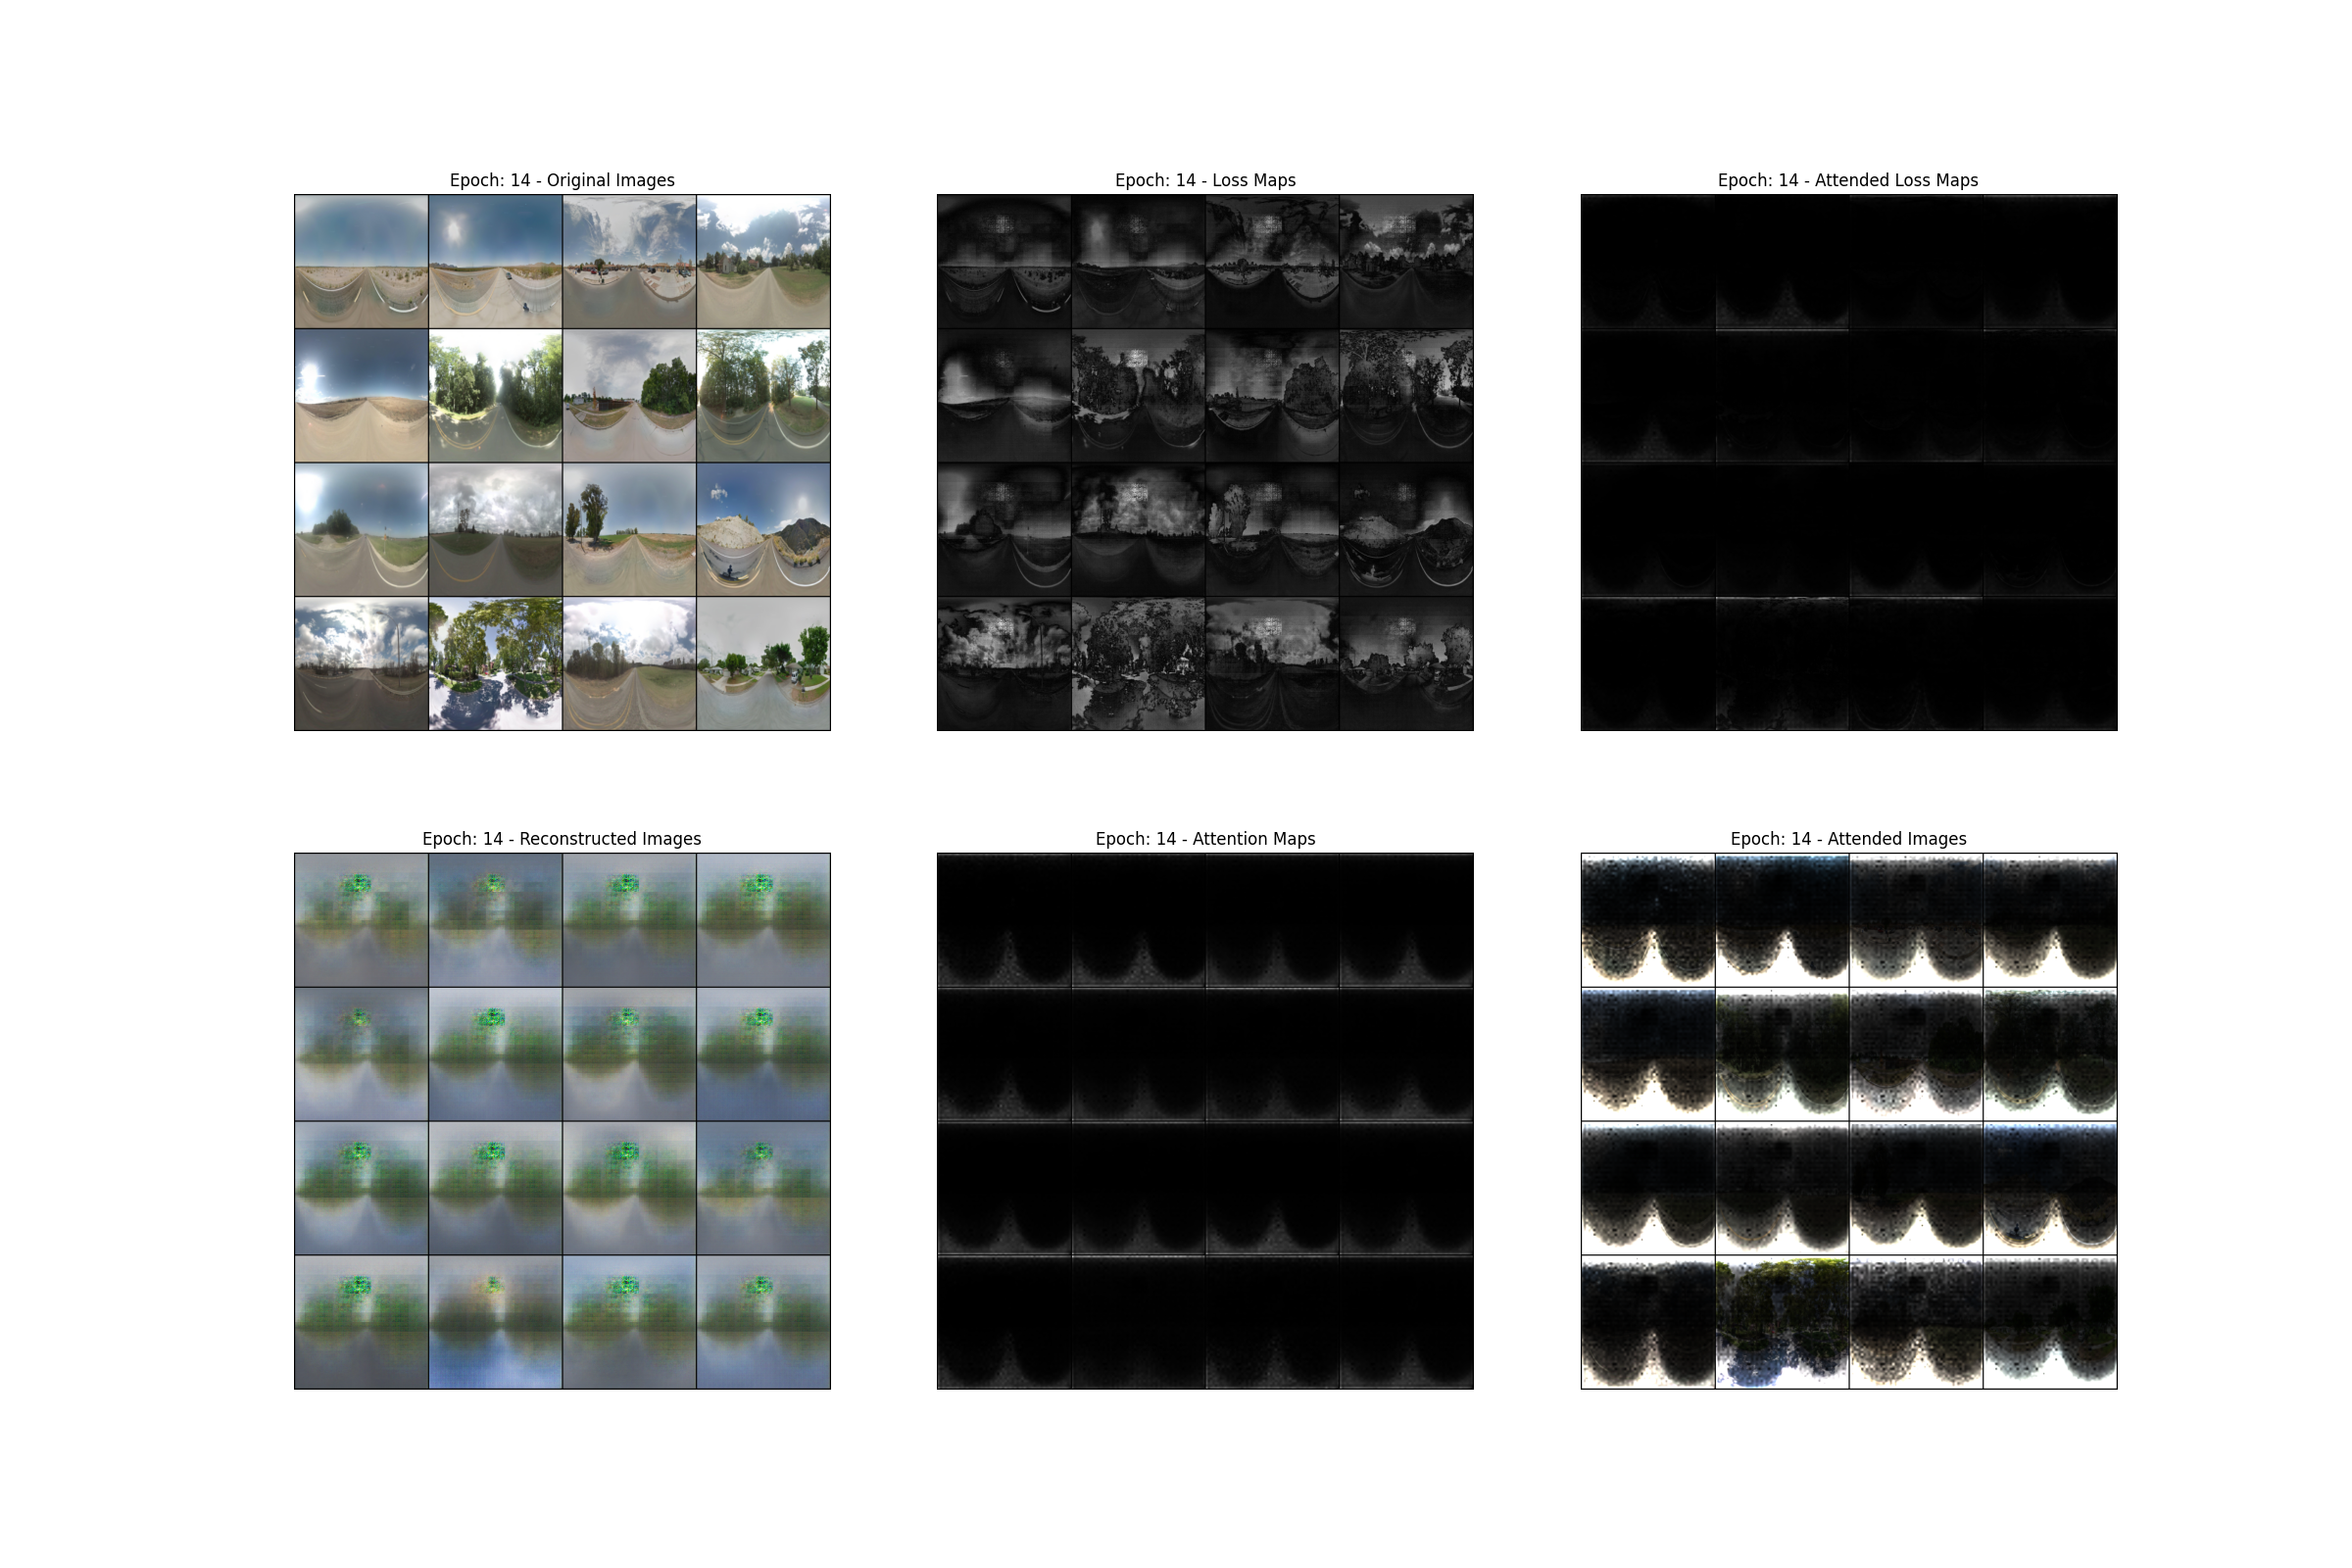 Epoch: 14 - Original Images
Epoch: 14 - Loss Maps
Epoch: 14 - Attended Loss Maps
Epoch: 14 - Reconstructed Images
Epoch: 14 - Attention Maps
Epoch: 14 - Attended Images